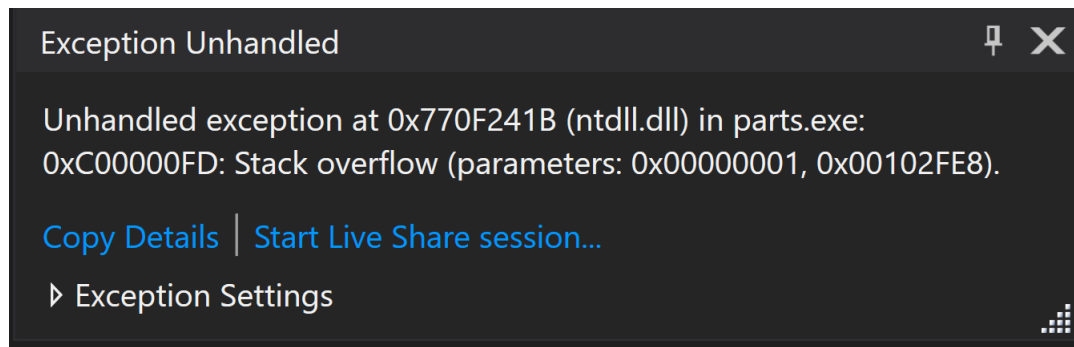 Exception Unhandled
Unhandled exception at 0x770F241B (ntdll.dll) in parts.exe:
0xC00000FD: Stack overflow (parameters: 0x00000001, 0x00102FE8).
Copy Details | Start Live Share session...
Exception Settings